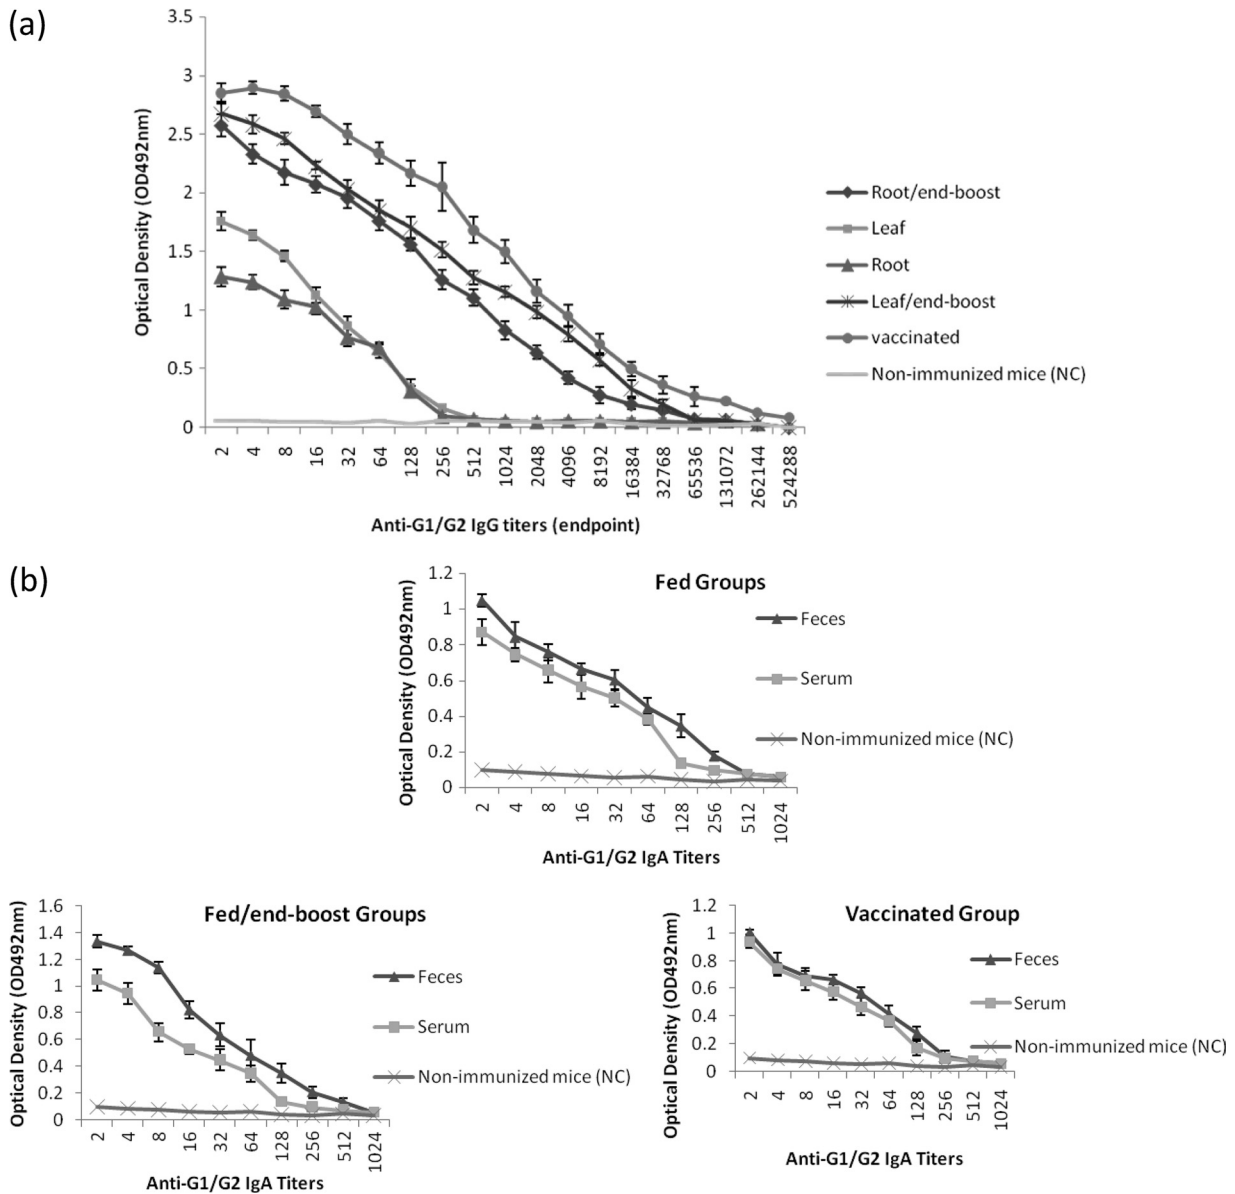 (a)
3.5
3
2.5
2
1.5
1
0.5
0
Optical Density (OD492nm)
2 4 8 16 32 64 128 256 512 1024 2048 4096 8192 16384 32768 65536 131072 262144 524288
Anti-G1/G2 IgG titers (endpoint)
Root/end-boost
Leaf
Root
Leaf/end-boost
vaccinated
Non-immunized mice (NC)
(b)
Fed Groups
1.2
1
0.8
0.6
0.4
0.2
0
Optical Density (OD492nm)
2 4 8 16 32 64 128 256 512 1024
Anti-G1/G2 IgA Titers
Feces
Serum
Non-immunized mice (NC)
Fed/end-boost Groups
1.6
1.4
1.2
1
0.8
0.6
0.4
0.2
0
Optical Density (OD492nm)
2 4 8 16 32 64 128 256 512 1024
Anti-G1/G2 IgA Titers
Feces
Serum
Non-immunized mice (NC)
Vaccinated Group
1.2
1
0.8
0.6
0.4
0.2
0
Optical Density (OD492nm)
2 4 8 16 32 64 128 256 512 1024
Anti-G1/G2 IgA Titers
Feces
Serum
Non-immunized mice (NC)